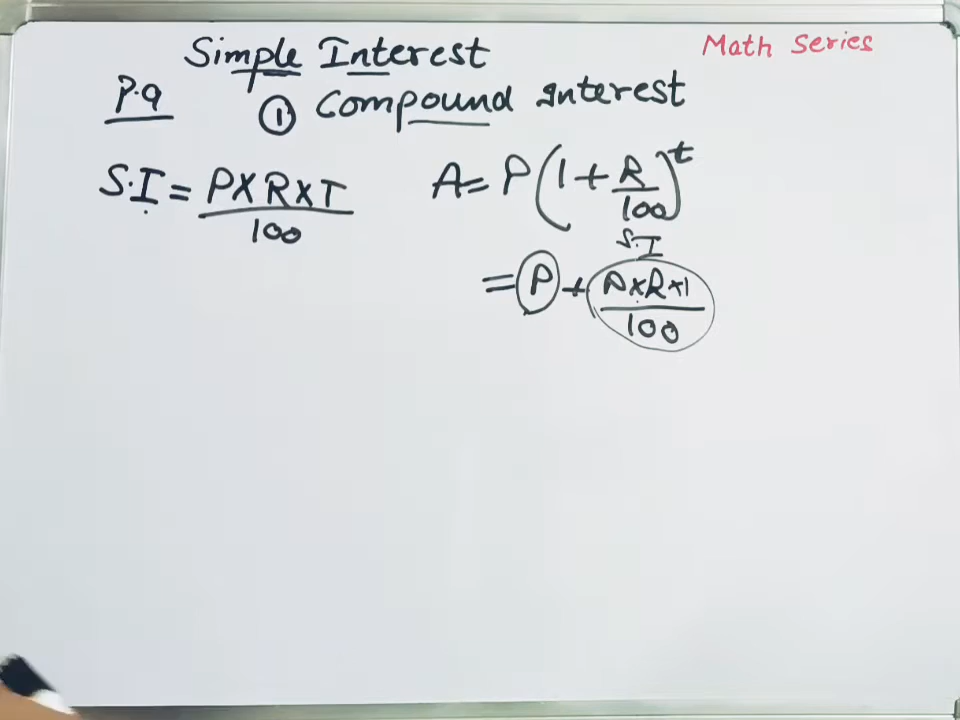 Simple Interest
Math Series
P.9
① Compound Interest
S.I = P×R×T/100
A = P(1+R/100)^t
S.I
= P + P×R×1/100